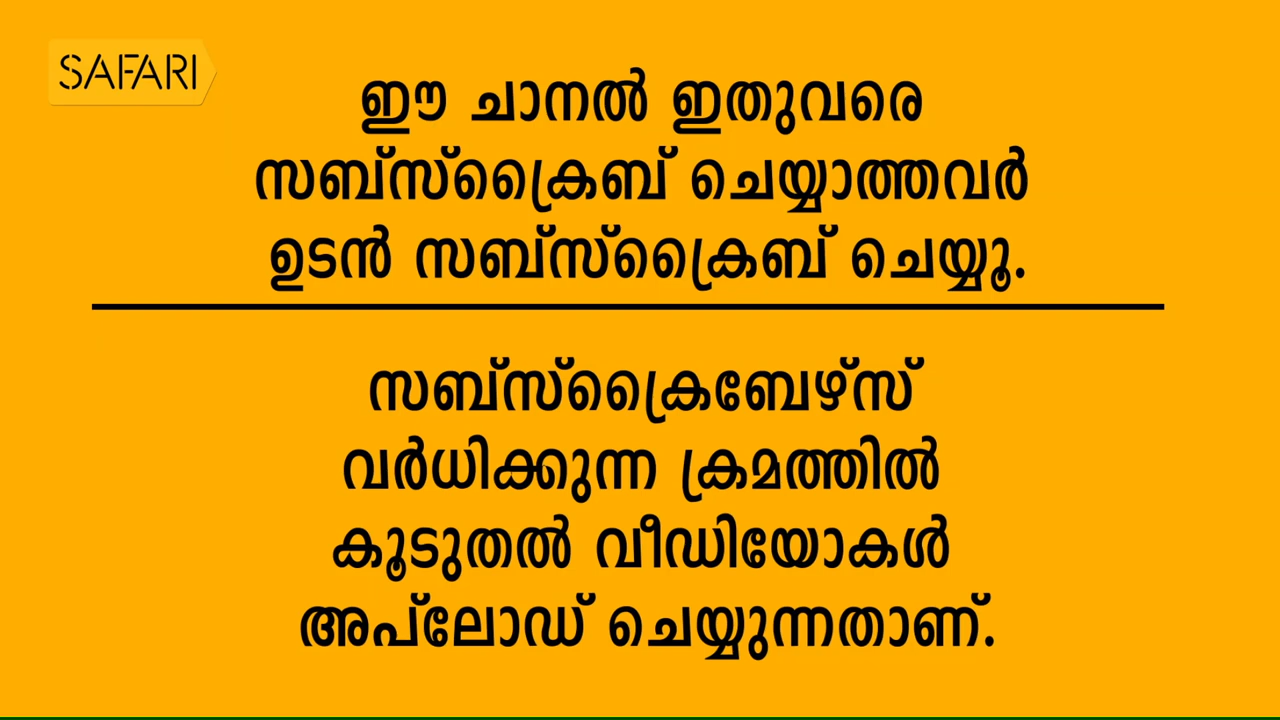 SAFARI
ഈ ചാനൽ ഇതുവരെ
സബ്സ്ക്രൈബ് ചെയ്യാത്തവർ
ഉടൻ സബ്സ്ക്രൈബ് ചെയ്യൂ.
സബ്സ്ക്രൈബേഴ്സ്
വർധിക്കുന്ന ക്രമത്തിൽ
കൂടുതൽ വീഡിയോകൾ
അപ്‌ലോഡ് ചെയ്യുന്നതാണ്.